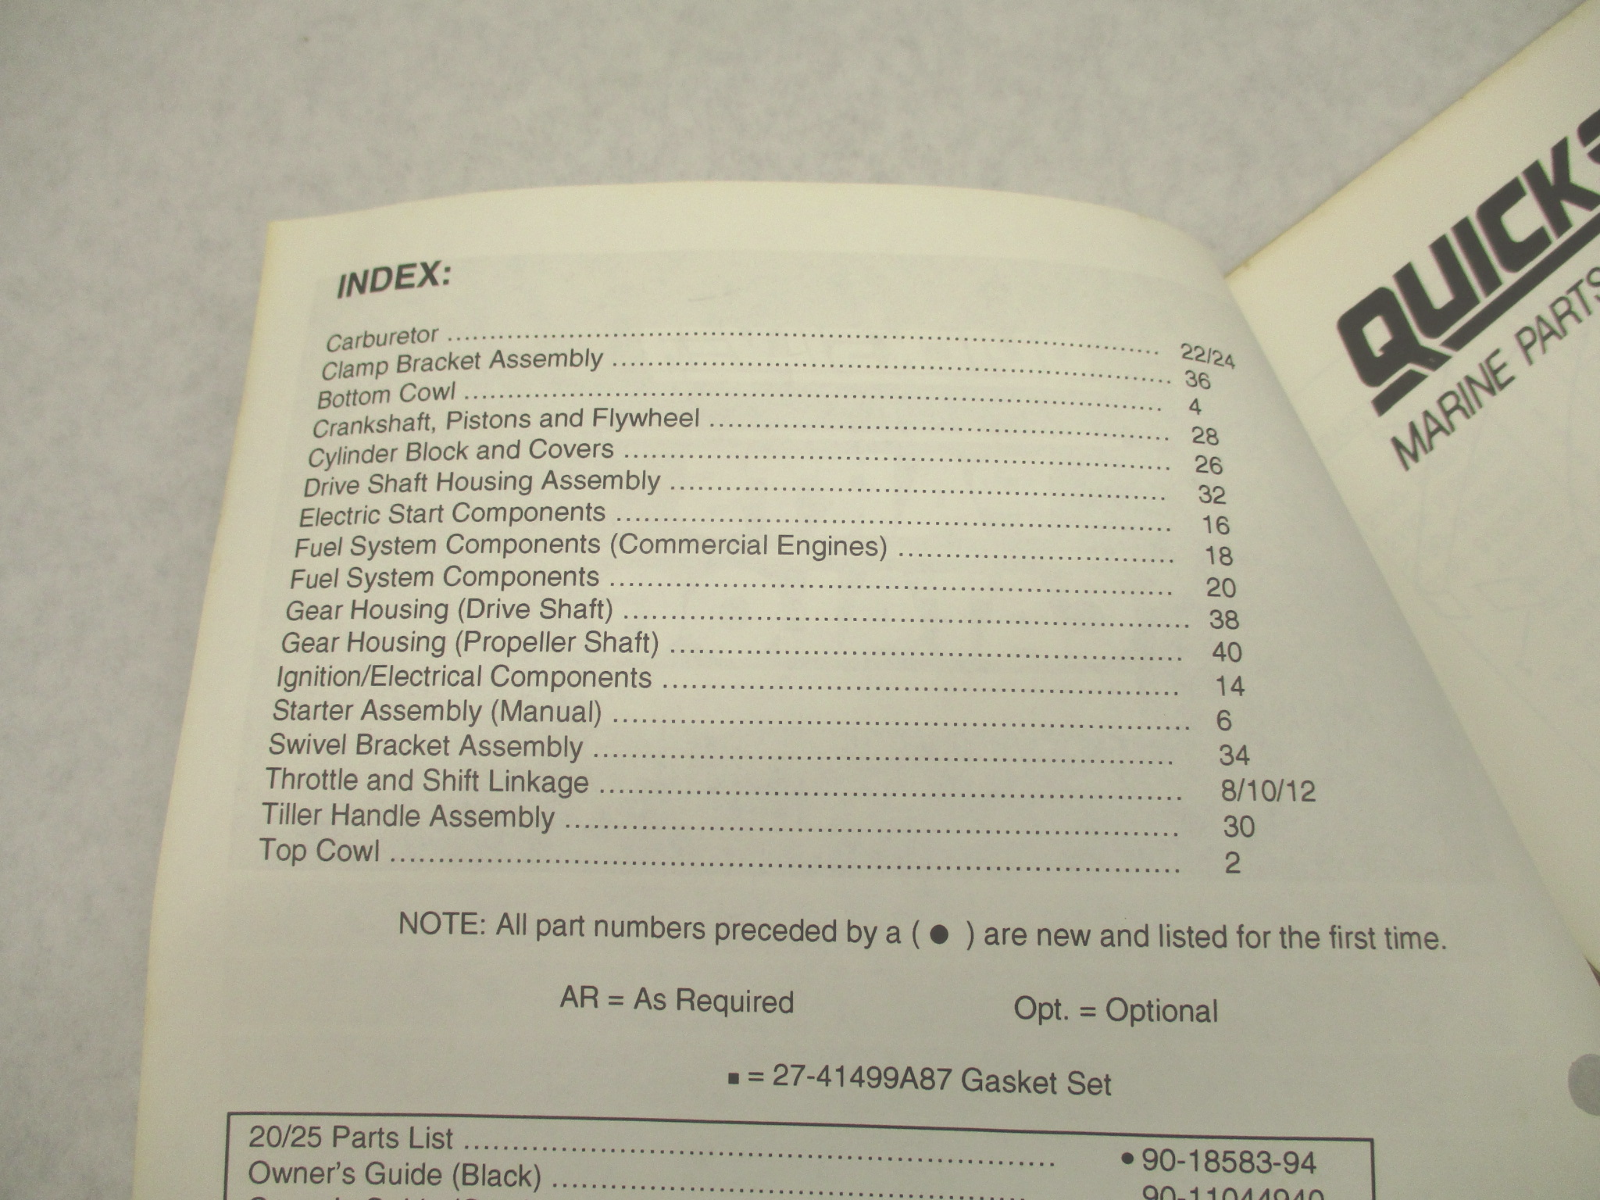 INDEX:
Carburetor ........ 22/24
Clamp Bracket Assembly ........ 36
Bottom Cowl ........ 4
Crankshaft, Pistons and Flywheel ........ 28
Cylinder Block and Covers ........ 26
Drive Shaft Housing Assembly ........ 32
Electric Start Components ........ 16
Fuel System Components (Commercial Engines) ........ 18
Fuel System Components ........ 20
Gear Housing (Drive Shaft) ........ 38
Gear Housing (Propeller Shaft) ........ 40
Ignition/Electrical Components ........ 14
Starter Assembly (Manual) ........ 6
Swivel Bracket Assembly ........ 34
Throttle and Shift Linkage ........ 8/10/12
Tiller Handle Assembly ........ 30
Top Cowl ........ 2
NOTE: All part numbers preceded by a ( ● ) are new and listed for the first time.
AR = As Required Opt. = Optional
■ = 27-41499A87 Gasket Set
20/25 Parts List ........ ● 90-18583-94
Owner's Guide (Black) ........
QUICK
MARINE PARTS